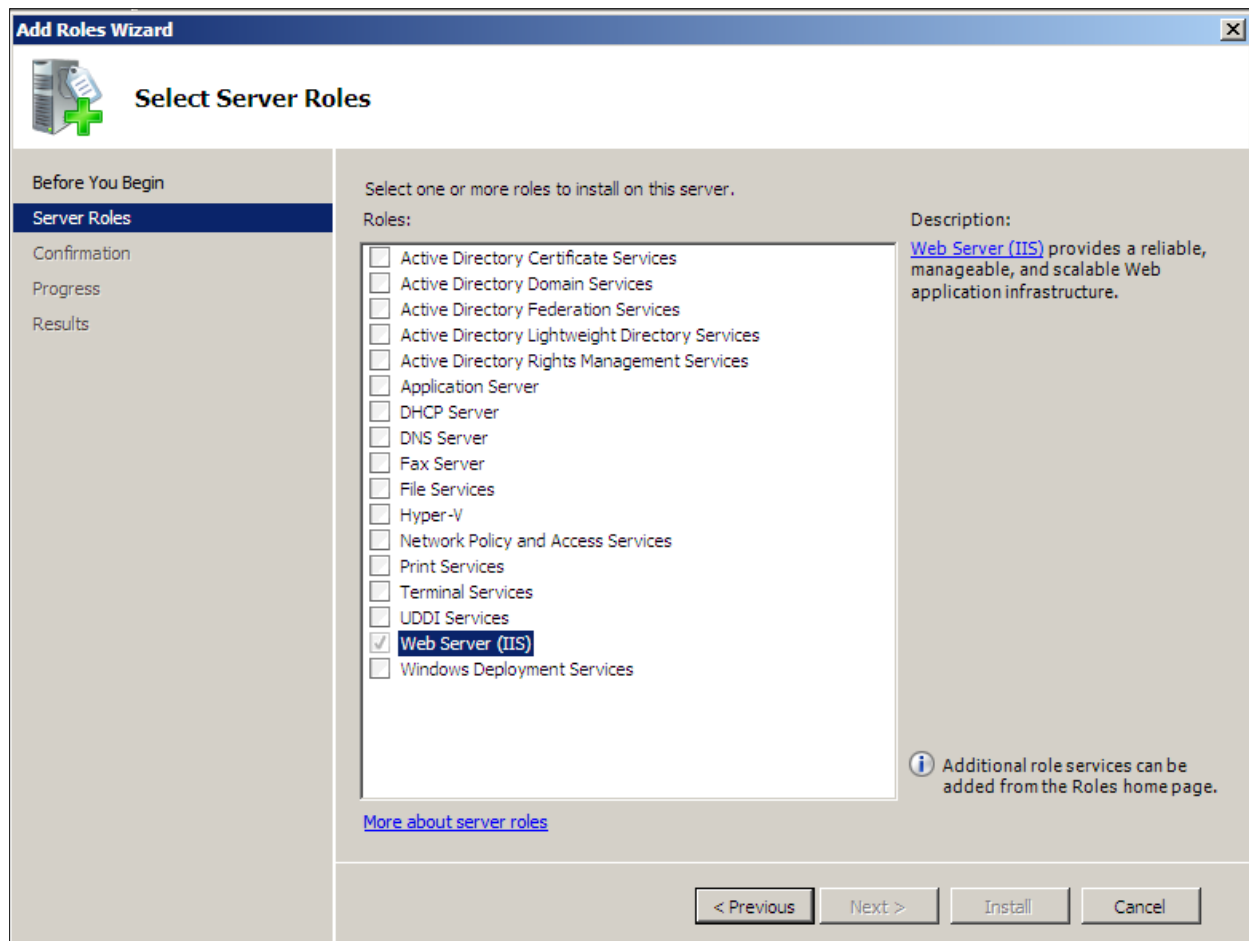 Add Roles Wizard
Select Server Roles
Before You Begin
Server Roles
Confirmation
Progress
Results
Select one or more roles to install on this server.
Roles:
Active Directory Certificate Services
Active Directory Domain Services
Active Directory Federation Services
Active Directory Lightweight Directory Services
Active Directory Rights Management Services
Application Server
DHCP Server
DNS Server
Fax Server
File Services
Hyper-V
Network Policy and Access Services
Print Services
Terminal Services
UDDI Services
Web Server (IIS)
Windows Deployment Services
More about server roles
Description:
Web Server (IIS) provides a reliable,
manageable, and scalable Web
application infrastructure.
Additional role services can be
added from the Roles home page.
< Previous
Next >
Install
Cancel